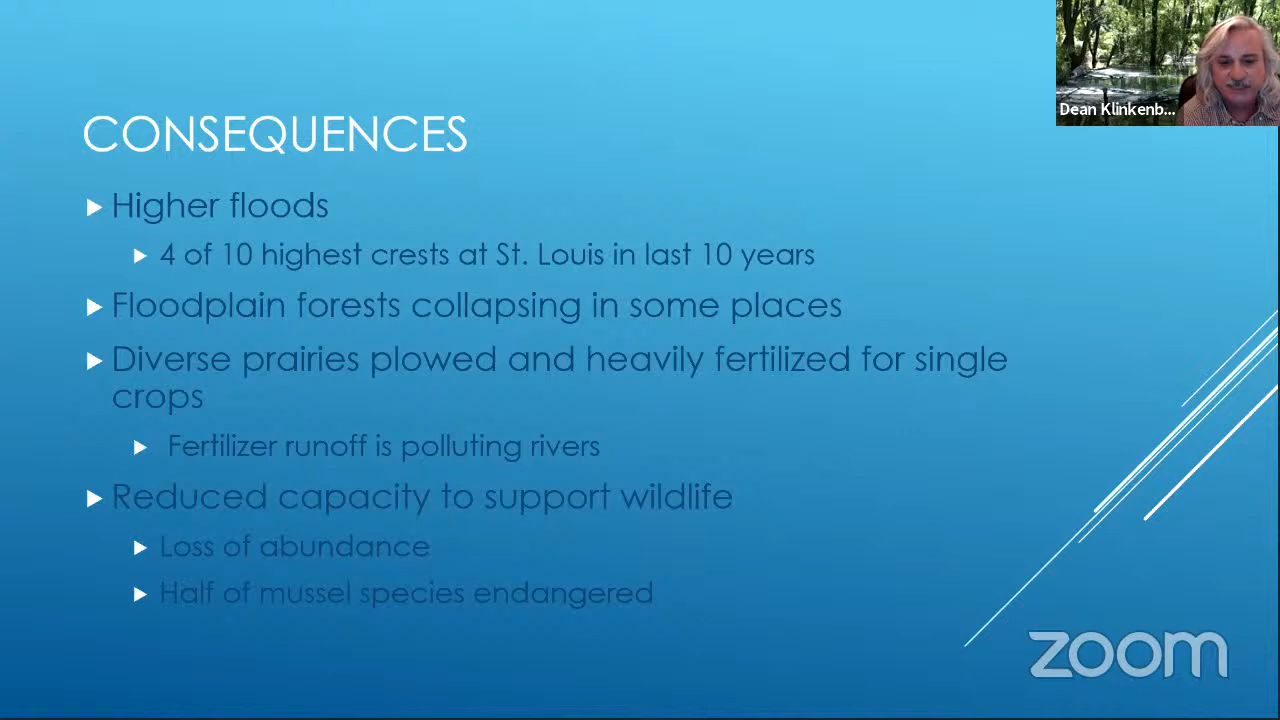 Dean Klinkenb...
CONSEQUENCES
Higher floods
4 of 10 highest crests at St. Louis in last 10 years
Floodplain forests collapsing in some places
Diverse prairies plowed and heavily fertilized for single
crops
Fertilizer runoff is polluting rivers
Reduced capacity to support wildlife
Loss of abundance
Half of mussel species endangered
zoom